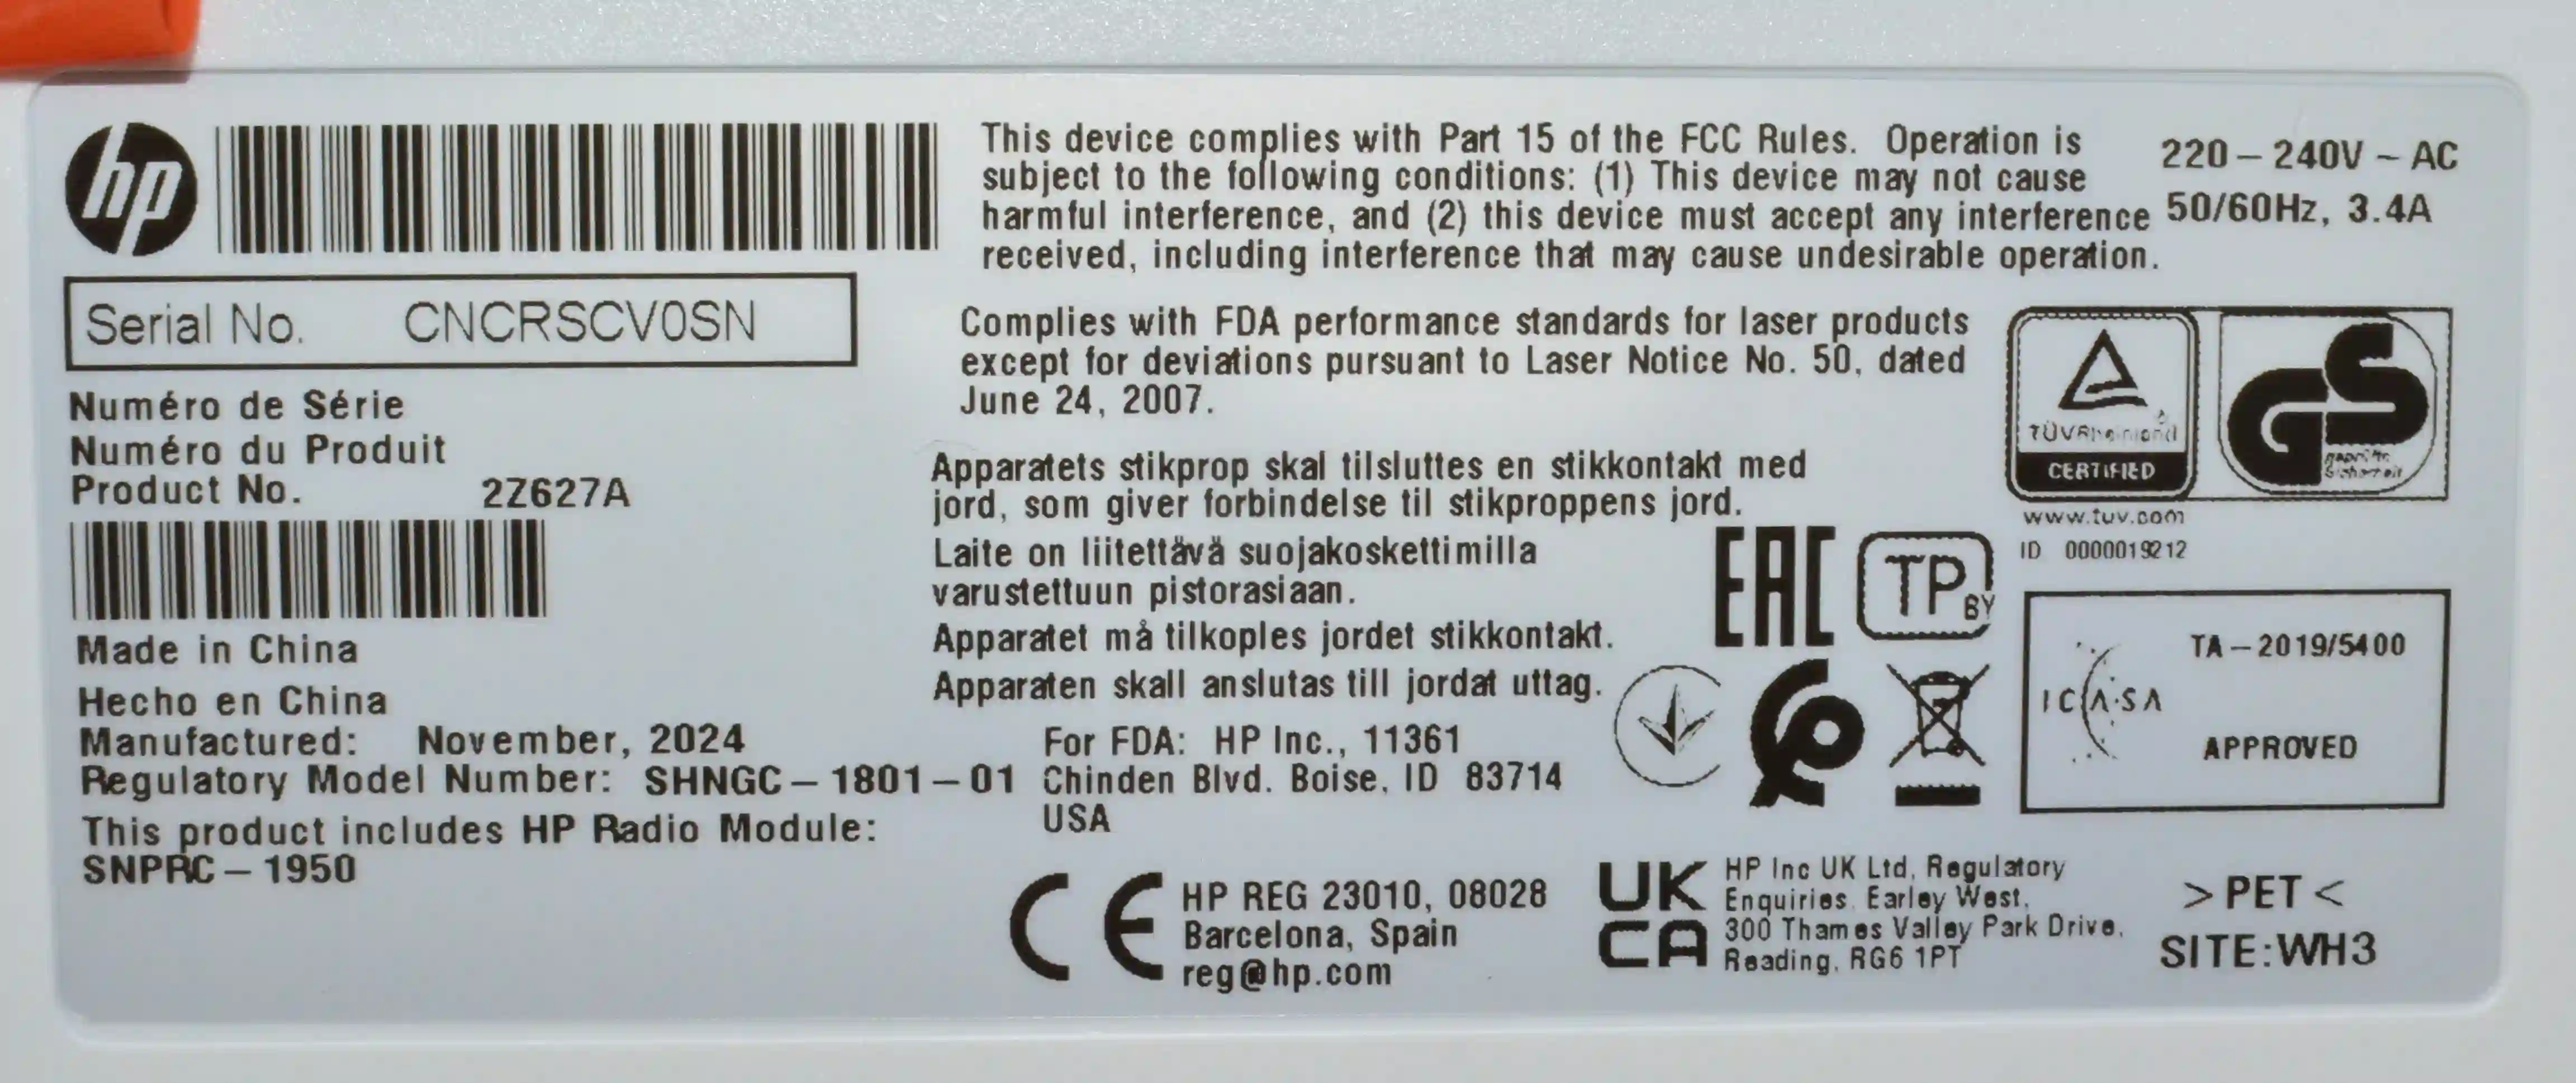 hp
Serial No. CNCRSCV0SN
Numéro de Série
Numéro du Produit
Product No. 2Z627A
Made in China
Hecho en China
Manufactured: November, 2024
Regulatory Model Number: SHNGC-1801-01
This product includes HP Radio Module:
SNPRC-1950
This device complies with Part 15 of the FCC Rules. Operation is
subject to the following conditions: (1) This device may not cause
harmful interference, and (2) this device must accept any interference
received, including interference that may cause undesirable operation.
220-240V~AC
50/60Hz, 3.4A
Complies with FDA performance standards for laser products
except for deviations pursuant to Laser Notice No. 50, dated
June 24, 2007.
Apparatets stikprop skal tilsluttes en stikkontakt med
jord, som giver forbindelse til stikproppens jord.
Laite on liitettävä suojakoskettimilla
varustettuun pistorasiaan.
Apparatet må tilkoples jordet stikkontakt.
Apparaten skall anslutas till jordat uttag.
For FDA: HP Inc., 11361
Chinden Blvd. Boise, ID 83714
USA
TÜVRheinland
CERTIFIED
GS
geprüfte
Sicherheit
www.tuv.com
ID 0000019212
EAC
TP
BY
ICASA
TA-2019/5400
APPROVED
CE
HP REG 23010, 08028
Barcelona, Spain
reg@hp.com
UK
CA
HP Inc UK Ltd, Regulatory
Enquiries, Earley West,
300 Thames Valley Park Drive,
Reading, RG6 1PT
>PET<
SITE:WH3